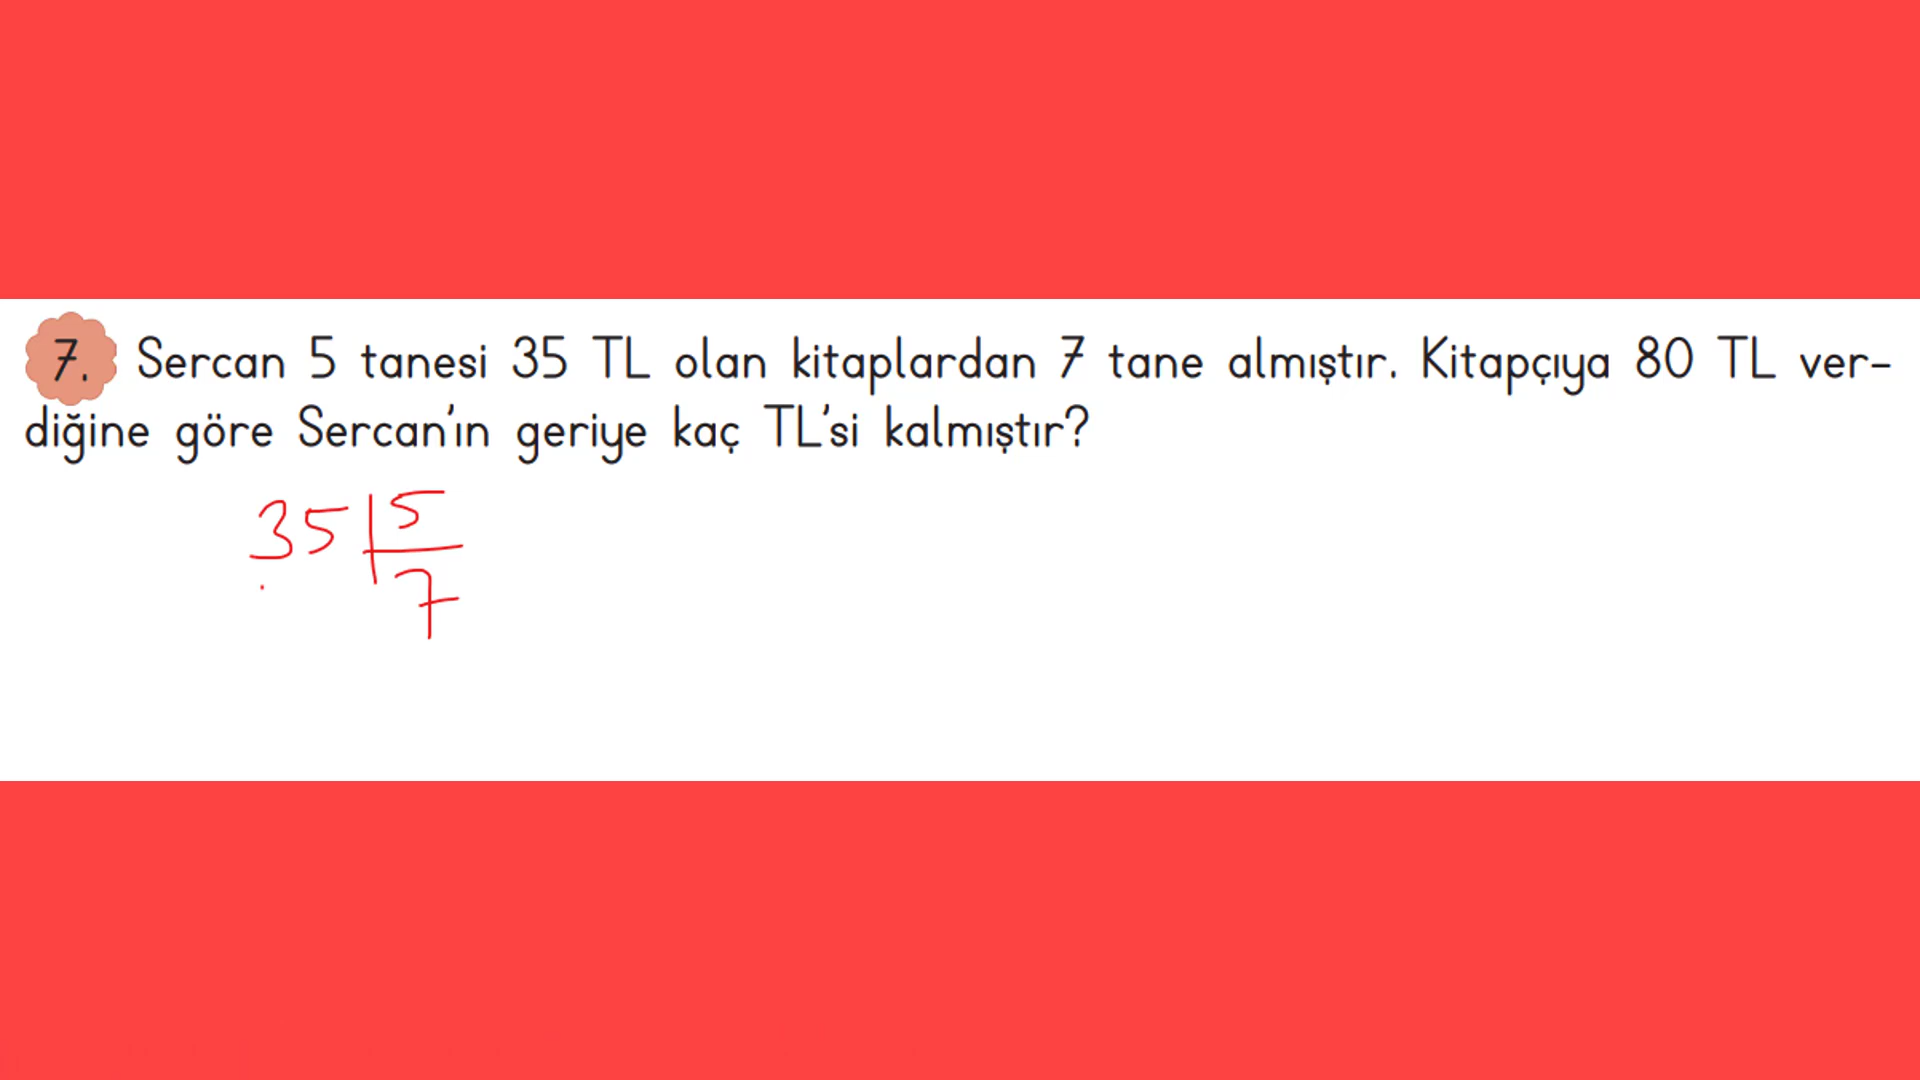 7. Sercan 5 tanesi 35 TL olan kitaplardan 7 tane almıştır. Kitapçıya 80 TL ver-
diğine göre Sercan'ın geriye kaç TL'si kalmıştır?
35 5
7